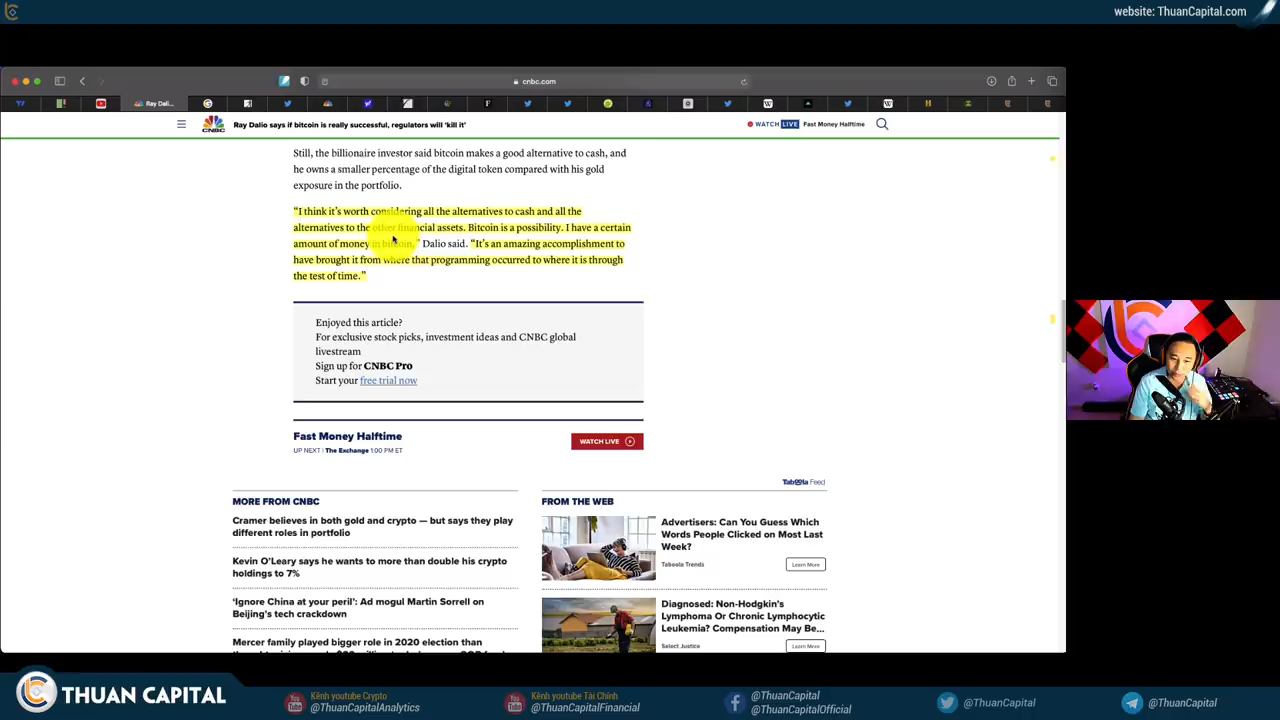 website: ThuanCapital.com
cnbc.com
Ray Dal...
CNBC
Ray Dalio says if bitcoin is really successful, regulators will ‘kill it’
WATCH LIVE Fast Money Halftime
Still, the billionaire investor said bitcoin makes a good alternative to cash, and
he owns a smaller percentage of the digital token compared with his gold
exposure in the portfolio.
“I think it’s worth considering all the alternatives to cash and all the
alternatives to the other financial assets. Bitcoin is a possibility. I have a certain
amount of money in bitcoin,” Dalio said. “It’s an amazing accomplishment to
have brought it from where that programming occurred to where it is through
the test of time.”
Enjoyed this article?
For exclusive stock picks, investment ideas and CNBC global
livestream
Sign up for CNBC Pro
Start your free trial now
Fast Money Halftime
UP NEXT | The Exchange 1:00 PM ET
WATCH LIVE
Taboola Feed
MORE FROM CNBC
Cramer believes in both gold and crypto — but says they play
different roles in portfolio
Kevin O’Leary says he wants to more than double his crypto
holdings to 7%
‘Ignore China at your peril’: Ad mogul Martin Sorrell on
Beijing’s tech crackdown
Mercer family played bigger role in 2020 election than
FROM THE WEB
Advertisers: Can You Guess Which
Words People Clicked on Most Last
Week?
Taboola Trends
Learn More
Diagnosed: Non-Hodgkin’s
Lymphoma Or Chronic Lymphocytic
Leukemia? Compensation May Be...
Select Justice
Learn More
THUAN CAPITAL
Kênh youtube Crypto
@ThuanCapitalAnalytics
Kênh youtube Tài Chính
@ThuanCapitalFinancial
@ThuanCapital
@ThuanCapitalOfficial
@ThuanCapital
@ThuanCapital